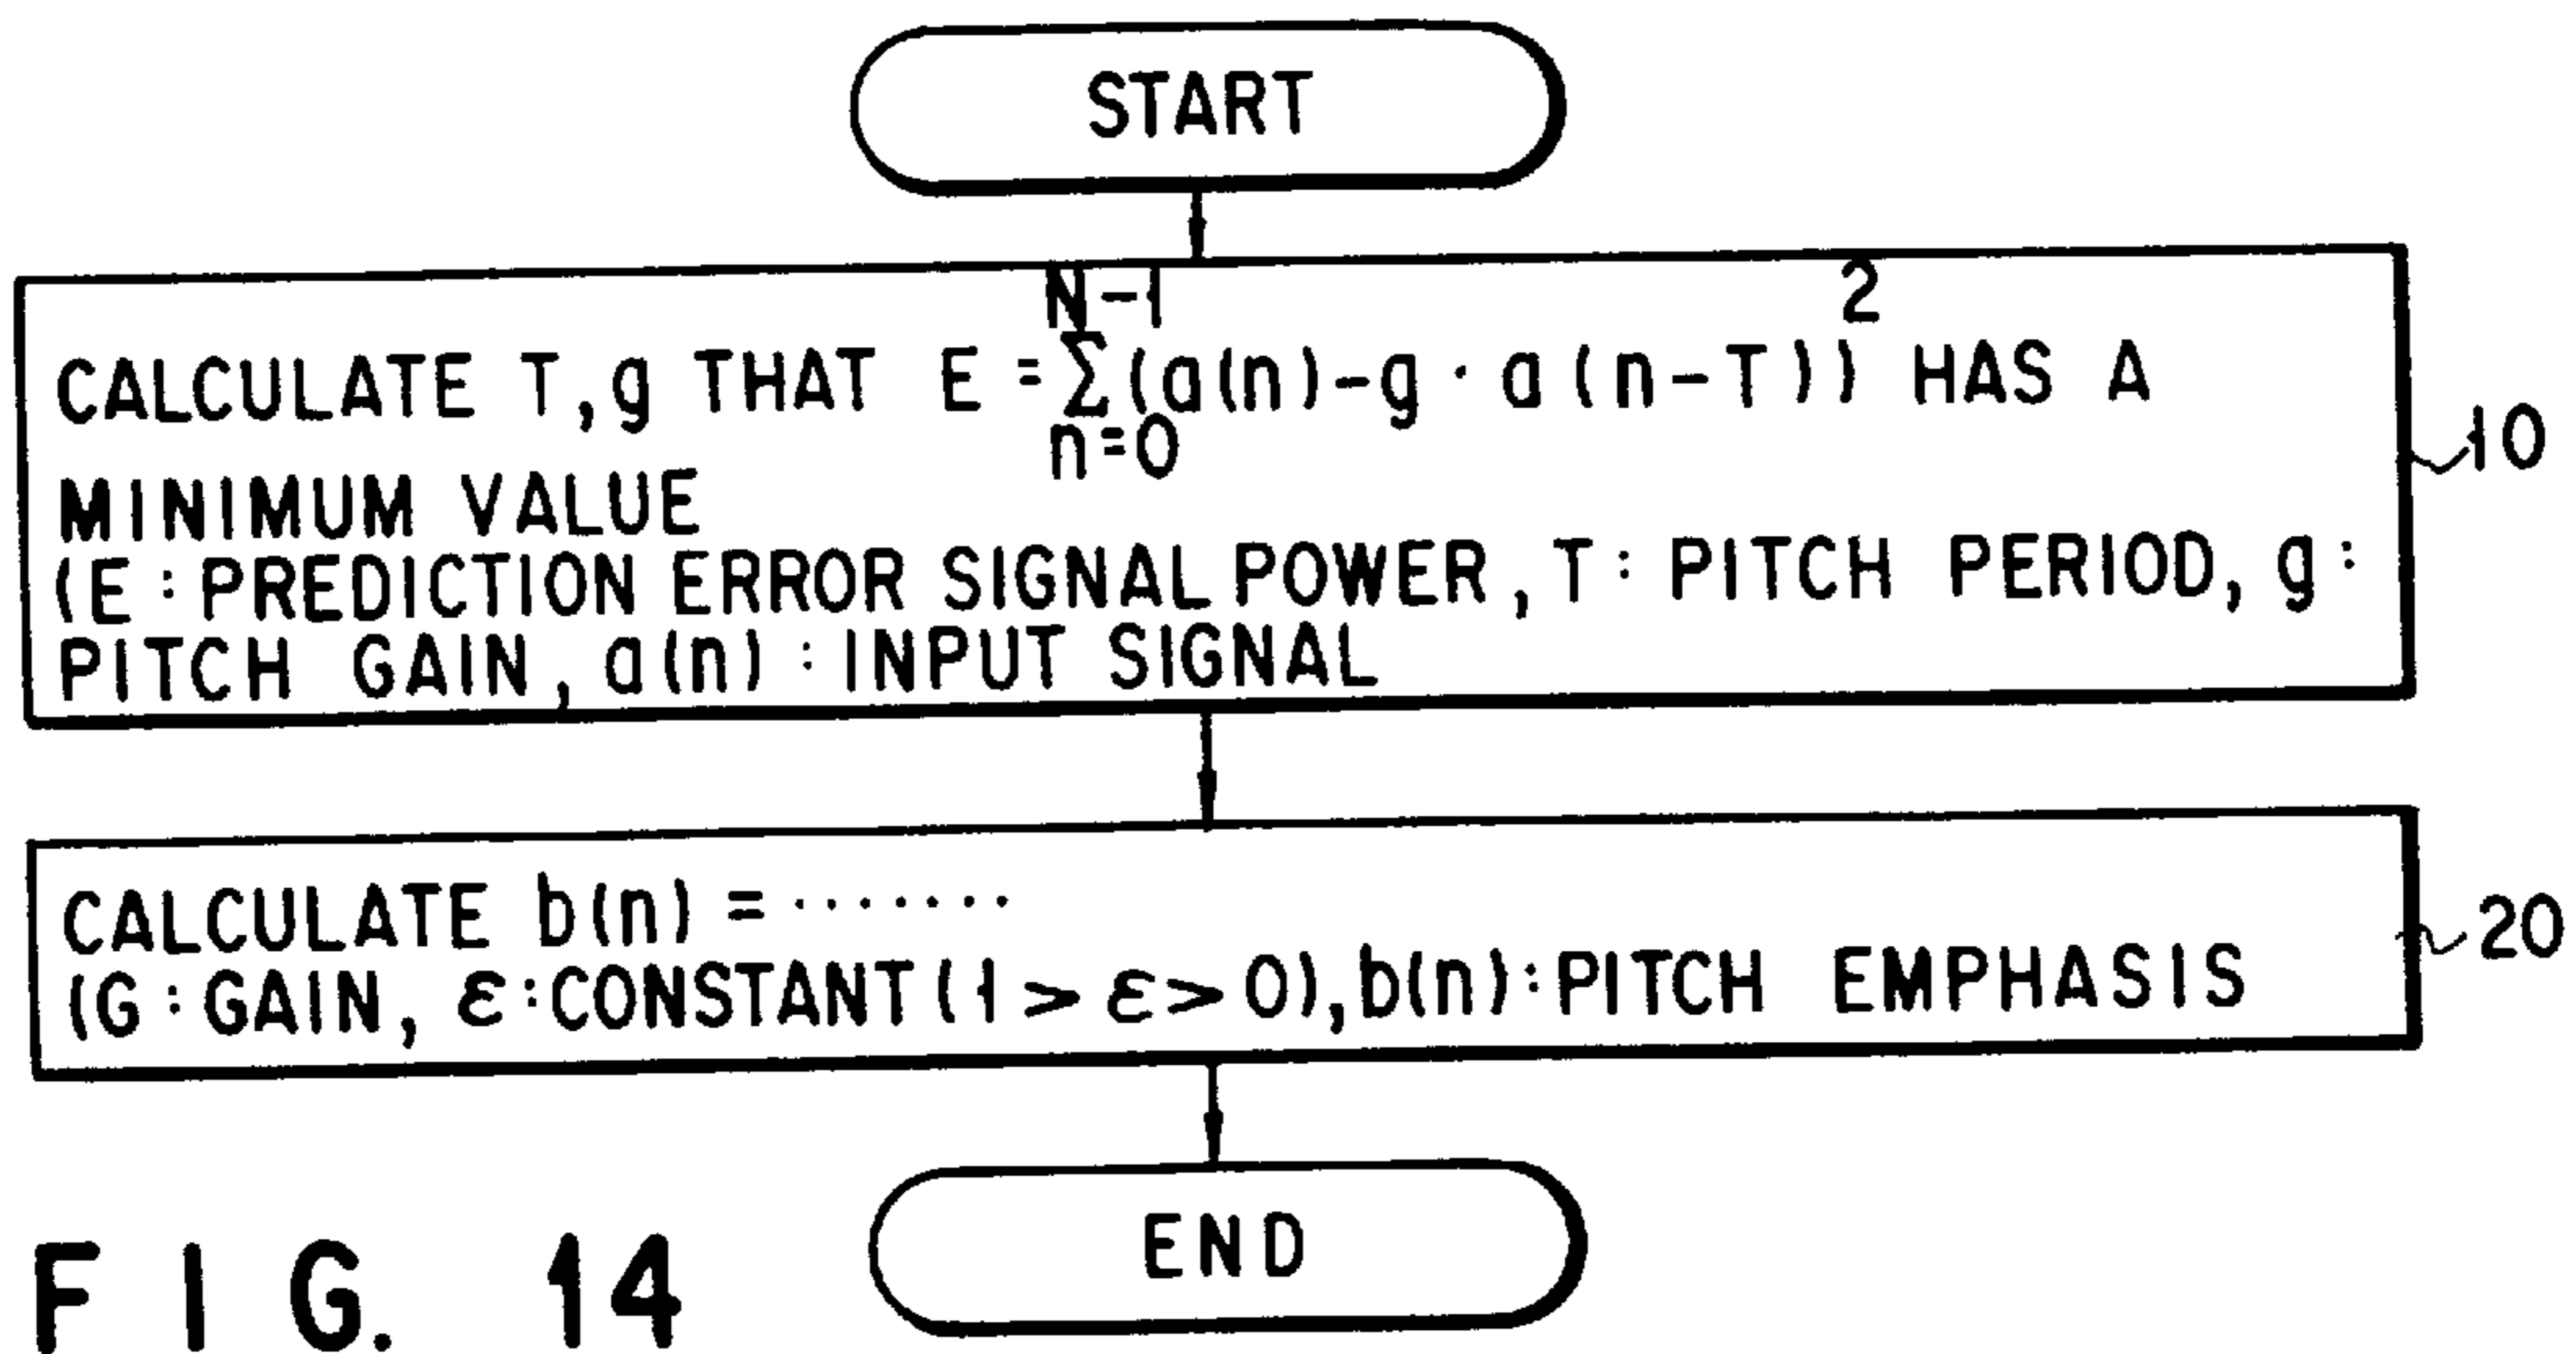 START
N-1
CALCULATE T,g THAT E=Σ(a(n)-g·a(n-T))² HAS A
n=0
MINIMUM VALUE
(E:PREDICTION ERROR SIGNAL POWER, T: PITCH PERIOD, g:
PITCH GAIN, a(n):INPUT SIGNAL
10
CALCULATE b(n) = ·······
(G:GAIN, ε:CONSTANT(1>ε>0),b(n):PITCH EMPHASIS
20
END
FIG. 14